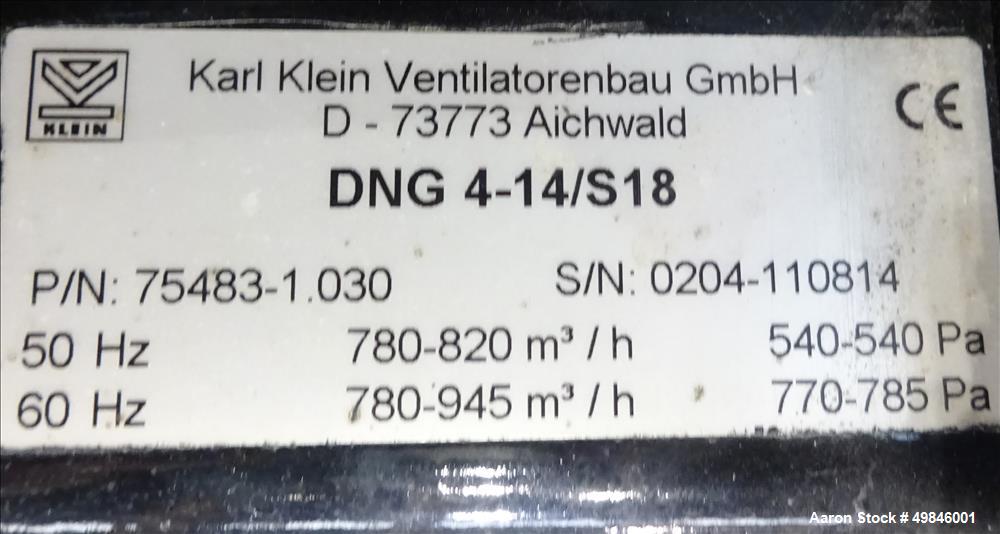 KLEIN
Karl Klein Ventilatorenbau GmbH
D - 73773 Aichwald
CE
DNG 4-14/S18
P/N: 75483-1.030 S/N: 0204-110814
50 Hz 780-820 m³ / h 540-540 Pa
60 Hz 780-945 m³ / h 770-785 Pa
Aaron Stock # 49846001